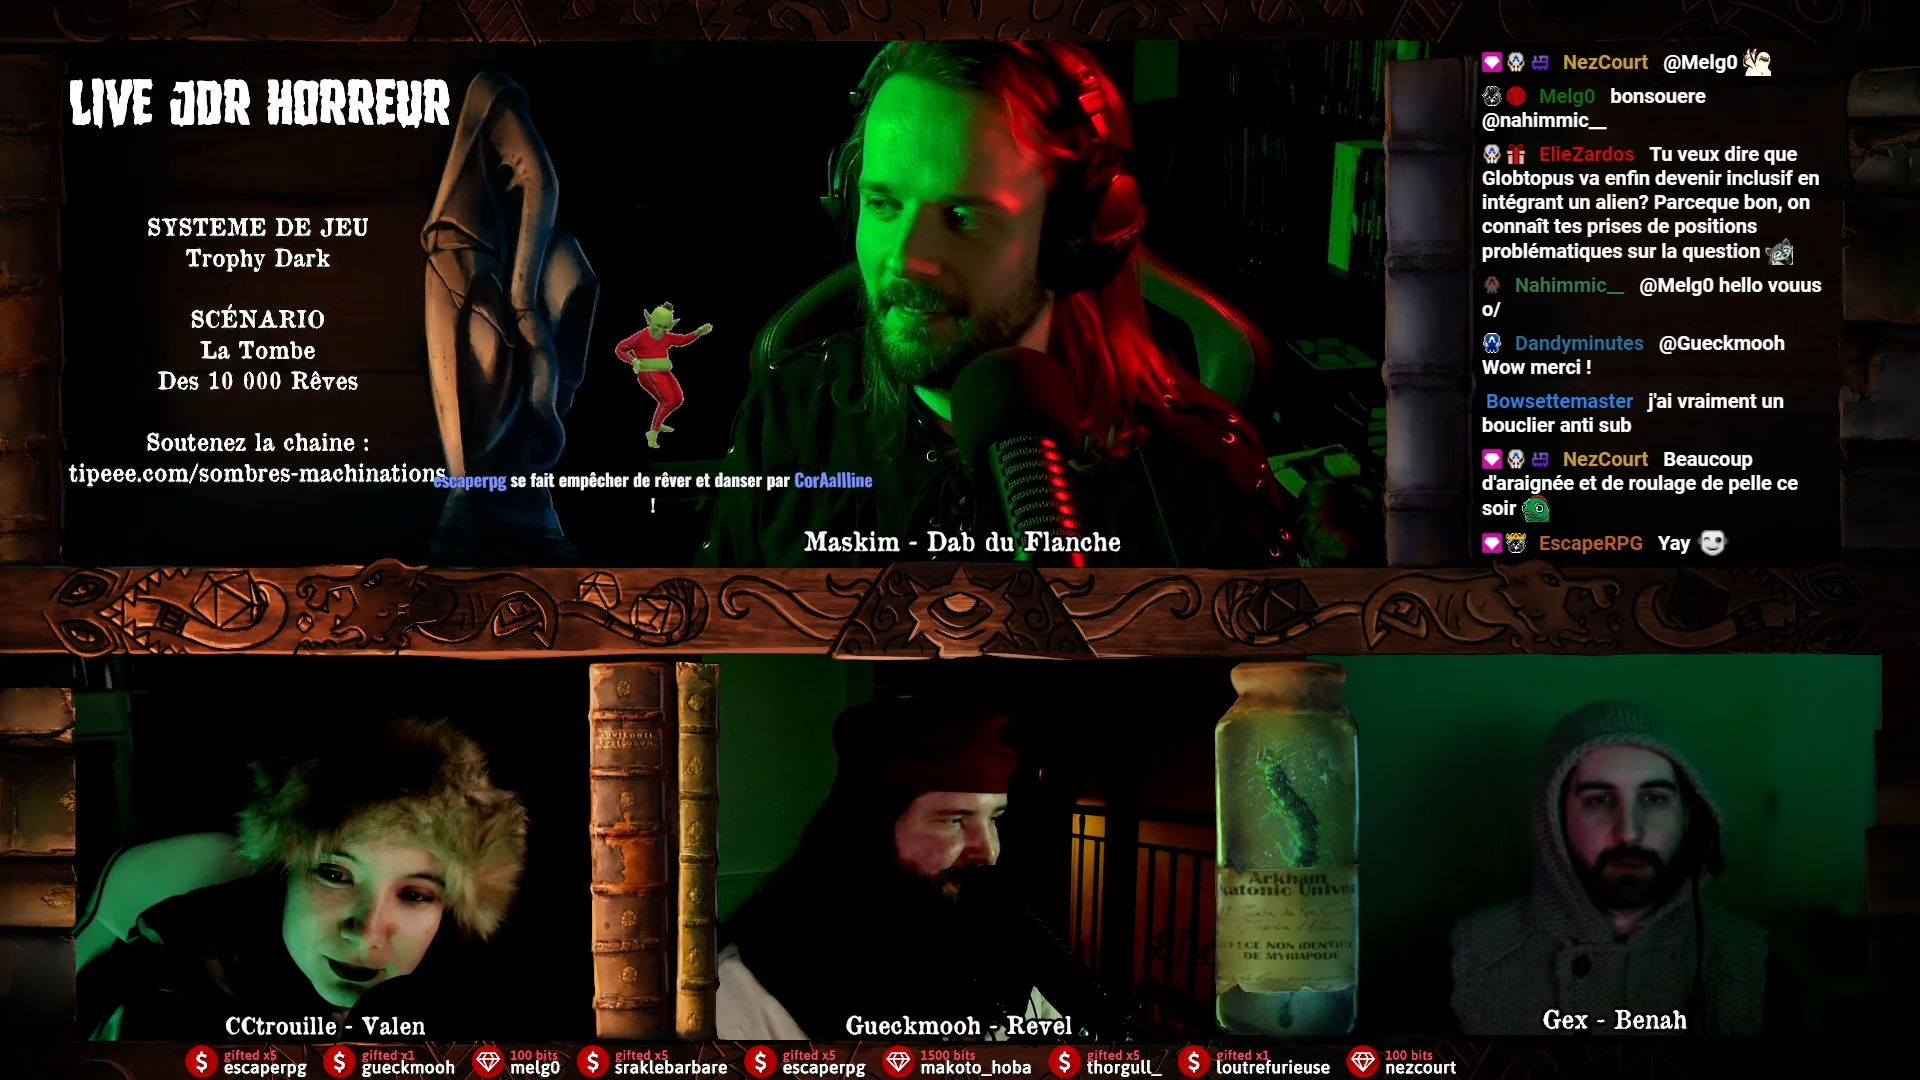 LIVE JDR HORREUR
SYSTEME DE JEU
Trophy Dark
SCÉNARIO
La Tombe
Des 10 000 Rêves
Soutenez la chaine :
tipeee.com/sombres-machinations
escaperpg se fait empêcher de rêver et danser par CorAallline
!
Maskim - Dab du Flanche
NezCourt @Melg0
Melg0 bonsouere
@nahimmic__
ElieZardos Tu veux dire que
Globtopus va enfin devenir inclusif en
intégrant un alien? Parceque bon, on
connaît tes prises de positions
problématiques sur la question
Nahimmic__ @Melg0 hello vouus
o/
Dandyminutes @Gueckmooh
Wow merci !
Bowsettemaster j'ai vraiment un
bouclier anti sub
NezCourt Beaucoup
d'araignée et de roulage de pelle ce
soir
EscapeRPG Yay
Arkham
katonic Univer
DE MYRIAPODE
CCtrouille - Valen
Gueckmooh - Revel
Gex - Benah
gifted x5
escaperpg
gifted x1
gueckmooh
100 bits
melg0
gifted x5
sraklebarbare
gifted x5
escaperpg
1500 bits
makoto_hoba
gifted x5
thorgull_
gifted x1
loutrefurieuse
100 bits
nezcourt